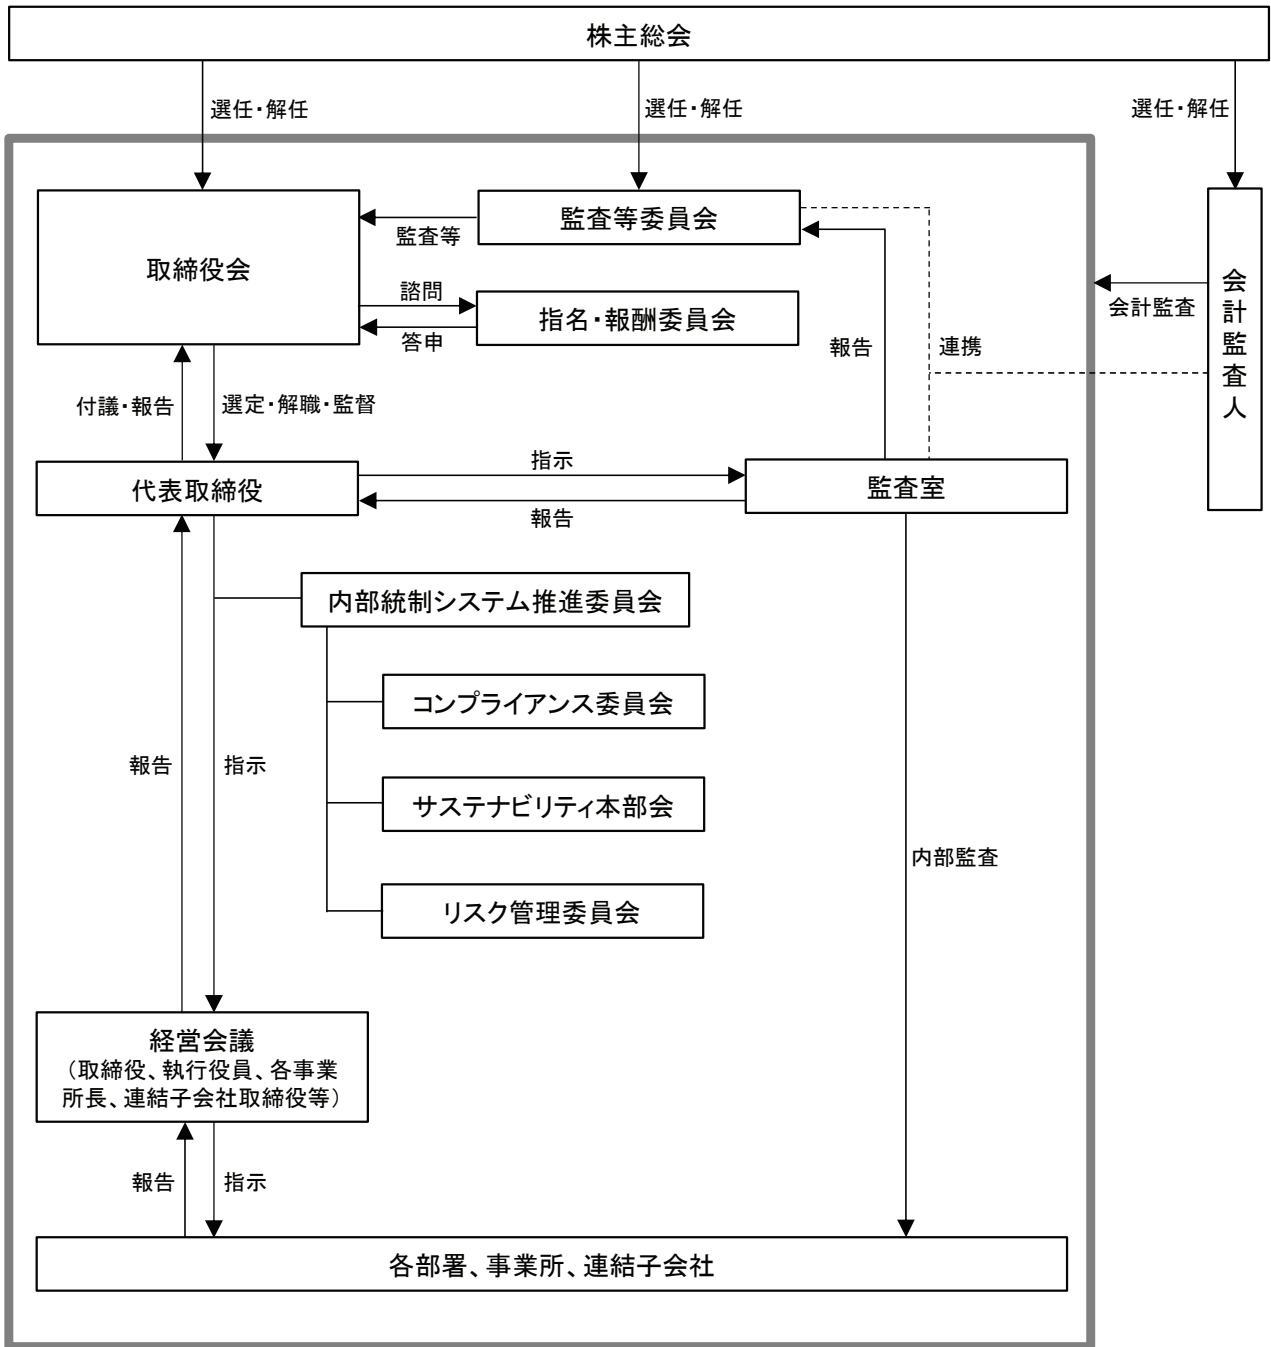 株主総会
選任・解任
選任・解任
選任・解任
取締役会
監査等委員会
監査等
諮問
答申
指名・報酬委員会
会計監査人
会計監査
報告
連携
付議・報告
選定・解職・監督
代表取締役
指示
報告
監査室
内部統制システム推進委員会
コンプライアンス委員会
サステナビリティ本部会
リスク管理委員会
報告
指示
内部監査
経営会議
（取締役、執行役員、各事業
所長、連結子会社取締役等）
報告
指示
各部署、事業所、連結子会社